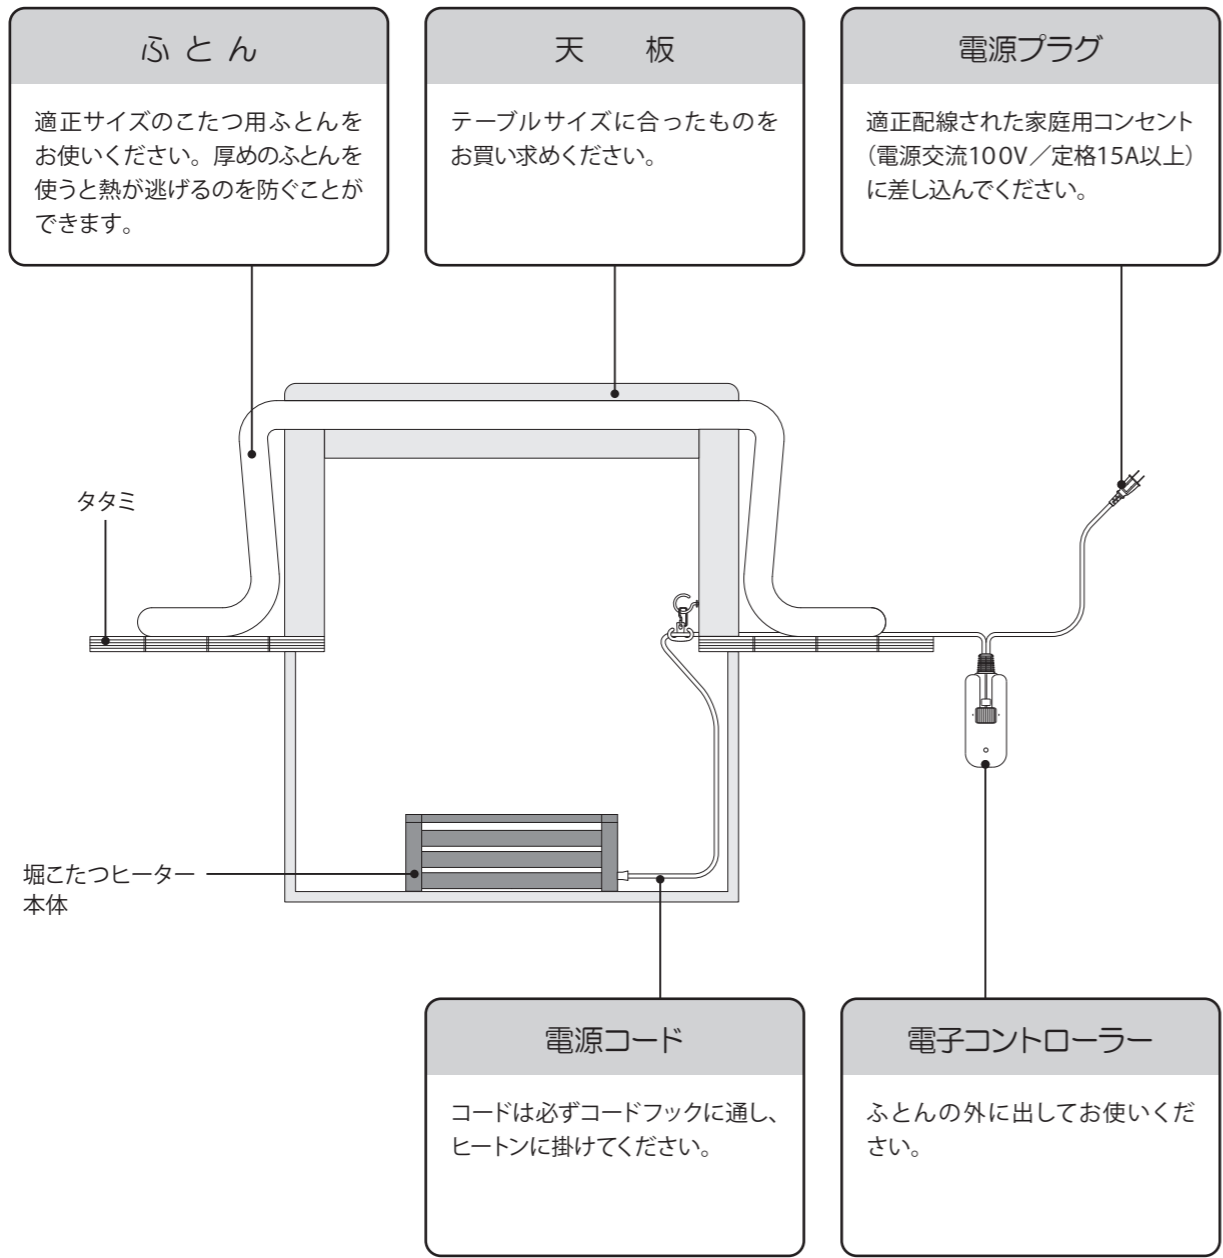 ふとん
適正サイズのこたつ用ふとんを
お使いください。厚めのふとんを
使うと熱が逃げるのを防ぐことが
できます。
天　板
テーブルサイズに合ったものを
お買い求めください。
電源プラグ
適正配線された家庭用コンセント
（電源交流100V／定格15A以上）
に差し込んでください。
タタミ
堀こたつヒーター
本体
電源コード
コードは必ずコードフックに通し、
ヒートンに掛けてください。
電子コントローラー
ふとんの外に出してお使いくだ
さい。